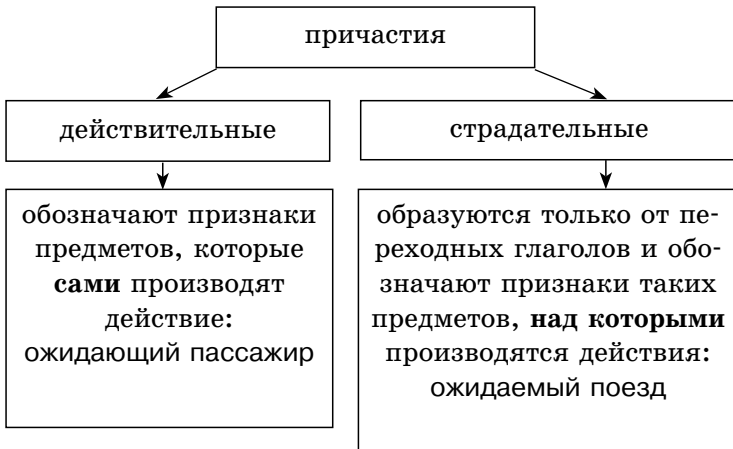 причастия
действительные
страдательные
обозначают признаки
предметов, которые
сами производят
действие:
ожидающий пассажир
образуются только от пе-
реходных глаголов и обо-
значают признаки таких
предметов, над которыми
производятся действия:
ожидаемый поезд